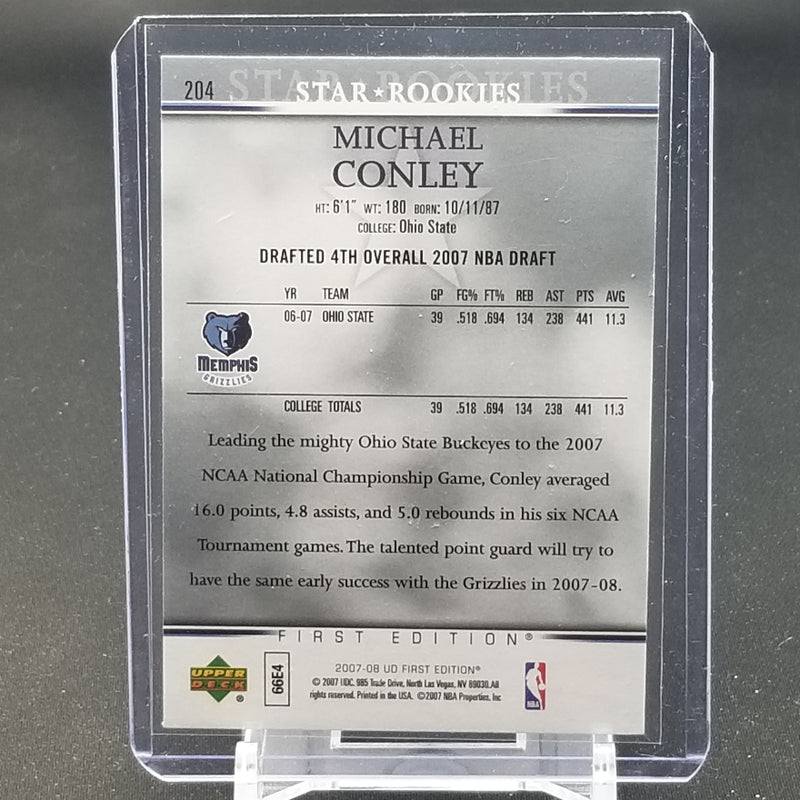 204 STAR ROOKIES
STAR★ROOKIES
MICHAEL
CONLEY
HT: 6'1" WT: 180 BORN: 10/11/87
COLLEGE: Ohio State
DRAFTED 4TH OVERALL 2007 NBA DRAFT
YR TEAM GP FG% FT% REB AST PTS AVG
06-07 OHIO STATE 39 .518 .694 134 238 441 11.3
MEMPHIS
GRIZZLIES
COLLEGE TOTALS 39 .518 .694 134 238 441 11.3
Leading the mighty Ohio State Buckeyes to the 2007
NCAA National Championship Game, Conley averaged
16.0 points, 4.8 assists, and 5.0 rebounds in his six NCAA
Tournament games. The talented point guard will try to
have the same early success with the Grizzlies in 2007-08.
FIRST EDITION®
UPPER
DECK®
66E4
2007-08 UD FIRST EDITION®
© 2007 UDC. 985 Trade Drive, North Las Vegas, NV 89030. All
rights reserved. Printed in the USA. ©2007 NBA Properties, Inc
NBA